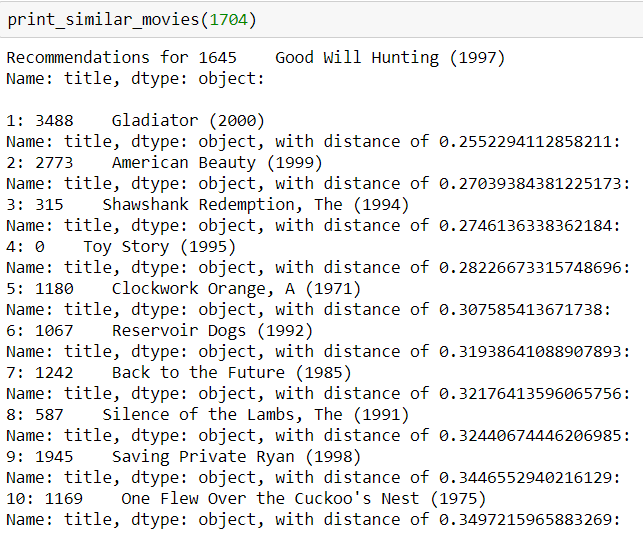 print_similar_movies(1704)
Recommendations for 1645    Good Will Hunting (1997)
Name: title, dtype: object:
1: 3488    Gladiator (2000)
Name: title, dtype: object, with distance of 0.2552294112858211:
2: 2773    American Beauty (1999)
Name: title, dtype: object, with distance of 0.27039384381225173:
3: 315    Shawshank Redemption, The (1994)
Name: title, dtype: object, with distance of 0.2746136338362184:
4: 0    Toy Story (1995)
Name: title, dtype: object, with distance of 0.28226673315748696:
5: 1180    Clockwork Orange, A (1971)
Name: title, dtype: object, with distance of 0.307585413671738:
6: 1067    Reservoir Dogs (1992)
Name: title, dtype: object, with distance of 0.31938641088907893:
7: 1242    Back to the Future (1985)
Name: title, dtype: object, with distance of 0.32176413596065756:
8: 587    Silence of the Lambs, The (1991)
Name: title, dtype: object, with distance of 0.32440674446206985:
9: 1945    Saving Private Ryan (1998)
Name: title, dtype: object, with distance of 0.3446552940216129:
10: 1169    One Flew Over the Cuckoo's Nest (1975)
Name: title, dtype: object, with distance of 0.3497215965883269: